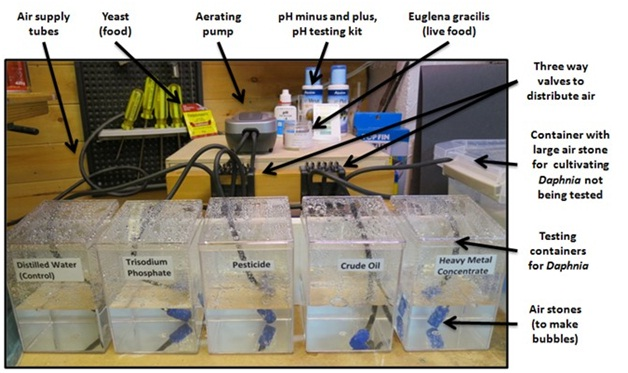 Air supply
tubes
Yeast
(food)
Aerating
pump
pH minus and plus,
pH testing kit
Euglena gracilis
(live food)
Three way
valves to
distribute air
Container with
large air stone
for cultivating
Daphnia not
being tested
TOPFIN
Distilled Water
(Control)
Trisodium
Phosphate
Pesticide
Crude Oil
Heavy Metal
Concentrate
Testing
containers
for Daphnia
Air stones
(to make
bubbles)